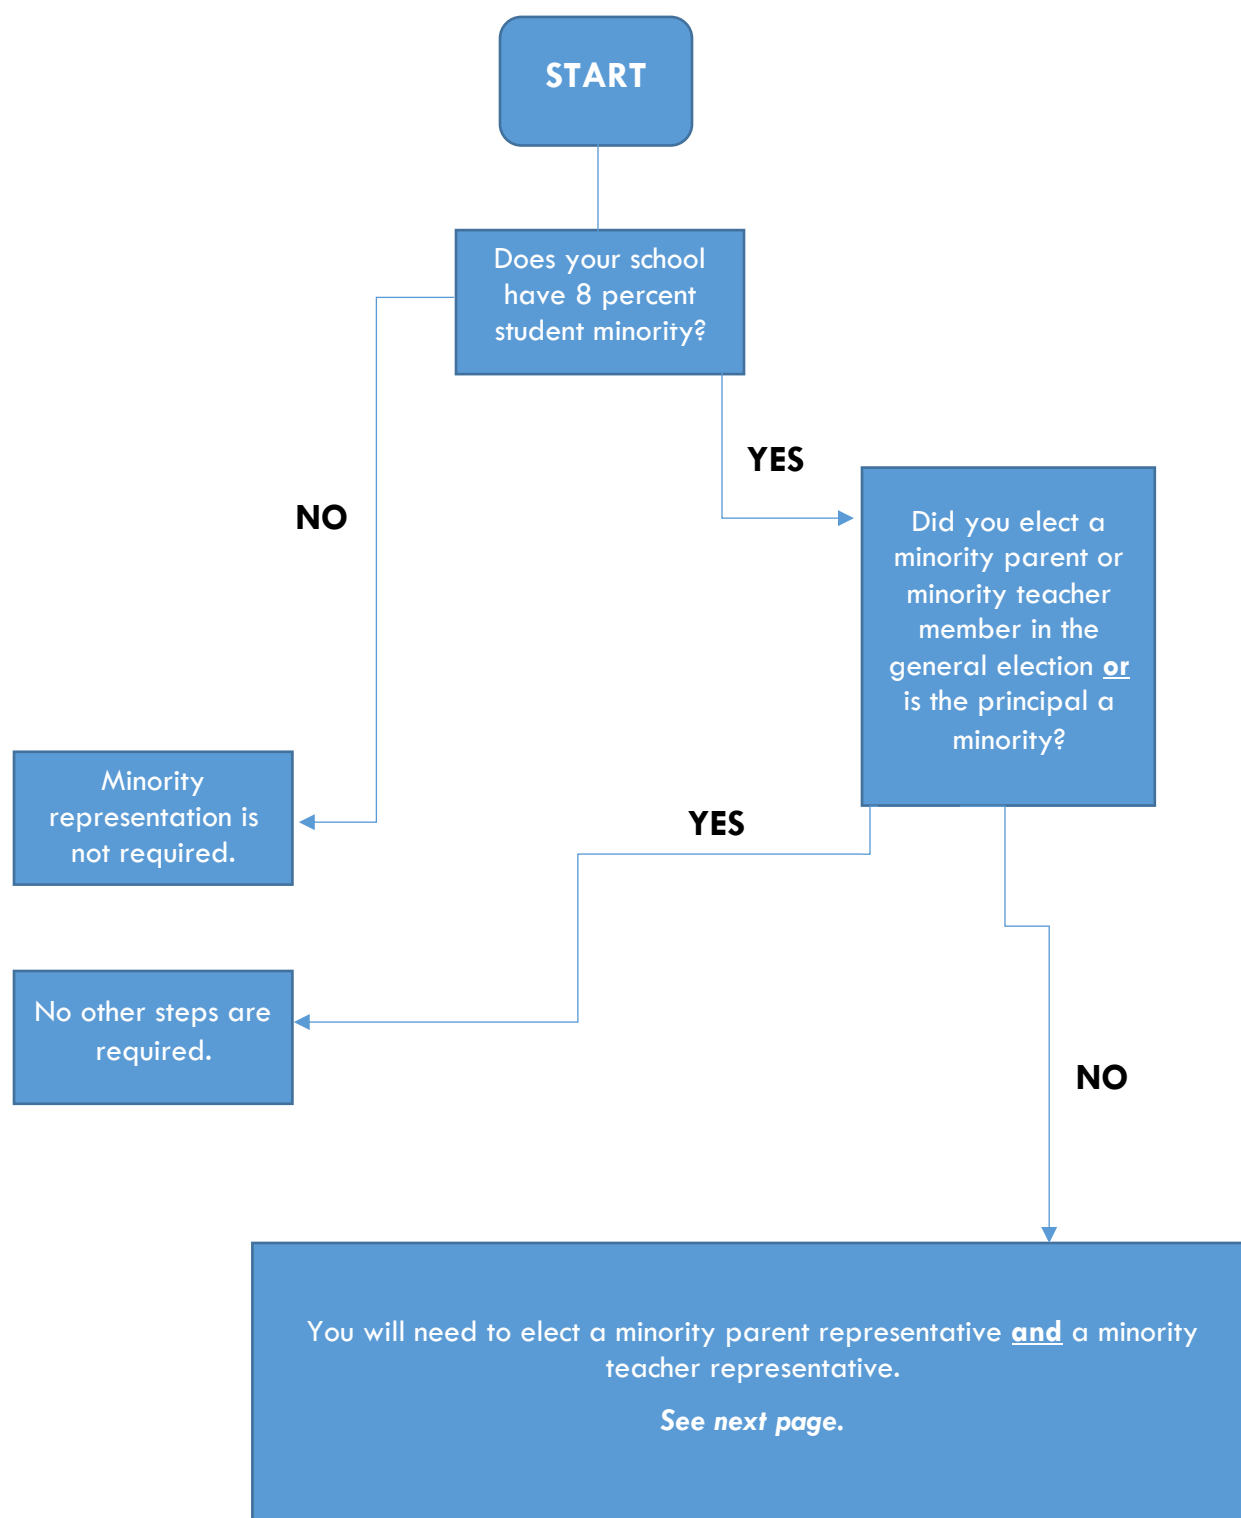 START
Does your school
have 8 percent
student minority?
YES
NO
Did you elect a
minority parent or
minority teacher
member in the
general election or
is the principal a
minority?
Minority
representation is
not required.
YES
No other steps are
required.
NO
You will need to elect a minority parent representative and a minority
teacher representative.
See next page.